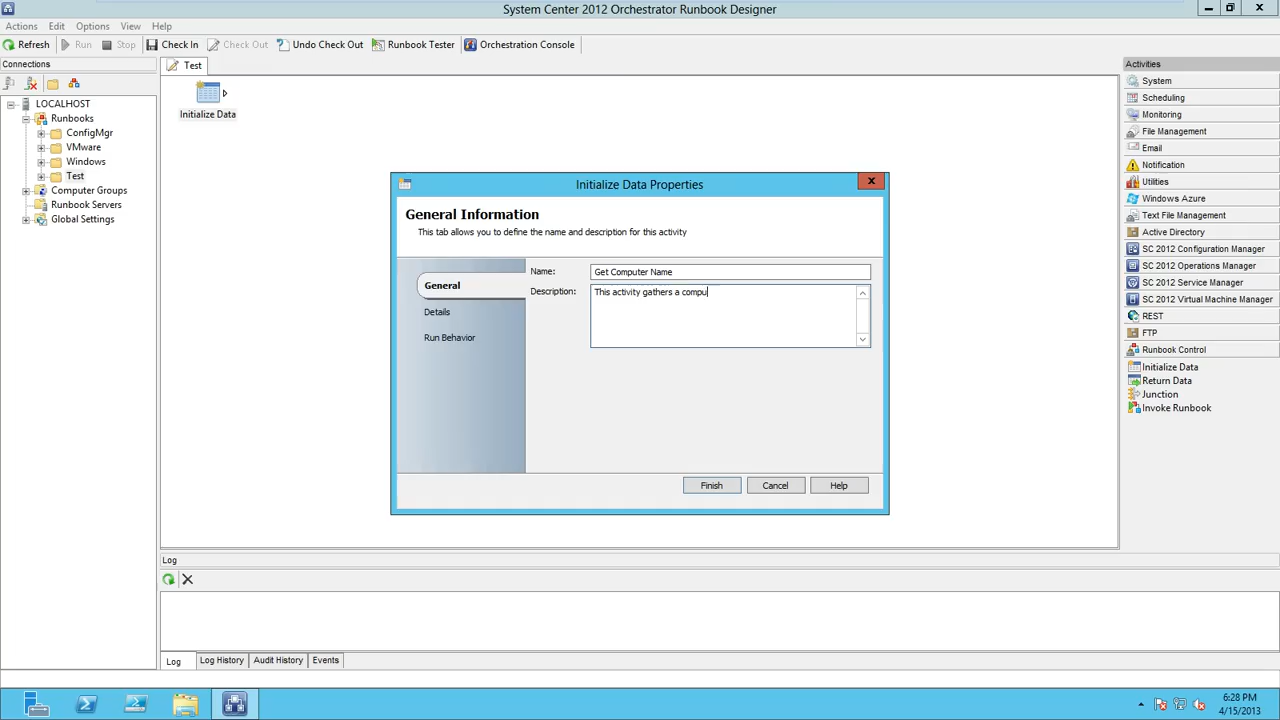 System Center 2012 Orchestrator Runbook Designer
Actions Edit Options View Help
Refresh Run Stop Check In Check Out Undo Check Out Runbook Tester Orchestration Console
Connections
Test
Activities
LOCALHOST
Runbooks
ConfigMgr
VMware
Windows
Test
Computer Groups
Runbook Servers
Global Settings
Initialize Data
Initialize Data Properties
General Information
This tab allows you to define the name and description for this activity
General
Details
Run Behavior
Name: Get Computer Name
Description: This activity gathers a compu
Finish Cancel Help
System
Scheduling
Monitoring
File Management
Email
Notification
Utilities
Windows Azure
Text File Management
Active Directory
SC 2012 Configuration Manager
SC 2012 Operations Manager
SC 2012 Service Manager
SC 2012 Virtual Machine Manager
REST
FTP
Runbook Control
Initialize Data
Return Data
Junction
Invoke Runbook
Log
Log Log History Audit History Events
6:28 PM
4/15/2013